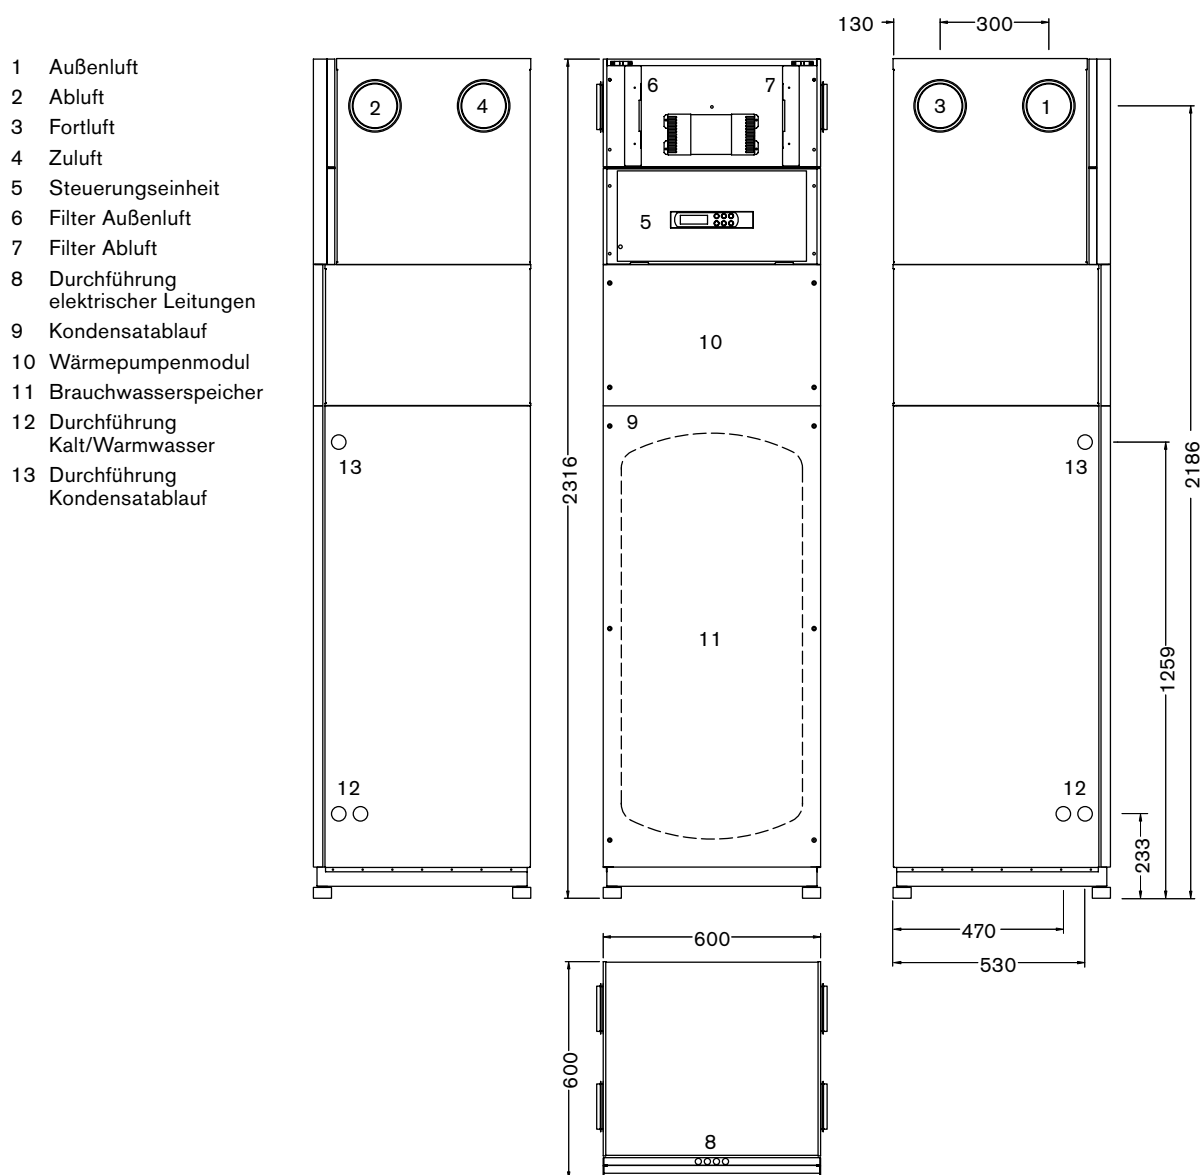 1 Außenluft
2 Abluft
3 Fortluft
4 Zuluft
5 Steuerungseinheit
6 Filter Außenluft
7 Filter Abluft
8 Durchführung
elektrischer Leitungen
9 Kondensatablauf
10 Wärmepumpenmodul
11 Brauchwasserspeicher
12 Durchführung
Kalt/Warmwasser
13 Durchführung
Kondensatablauf
2
4
13
12
6
7
5
10
9
11
2316
130
300
3
1
13
12
2186
1259
233
470
530
600
600
8